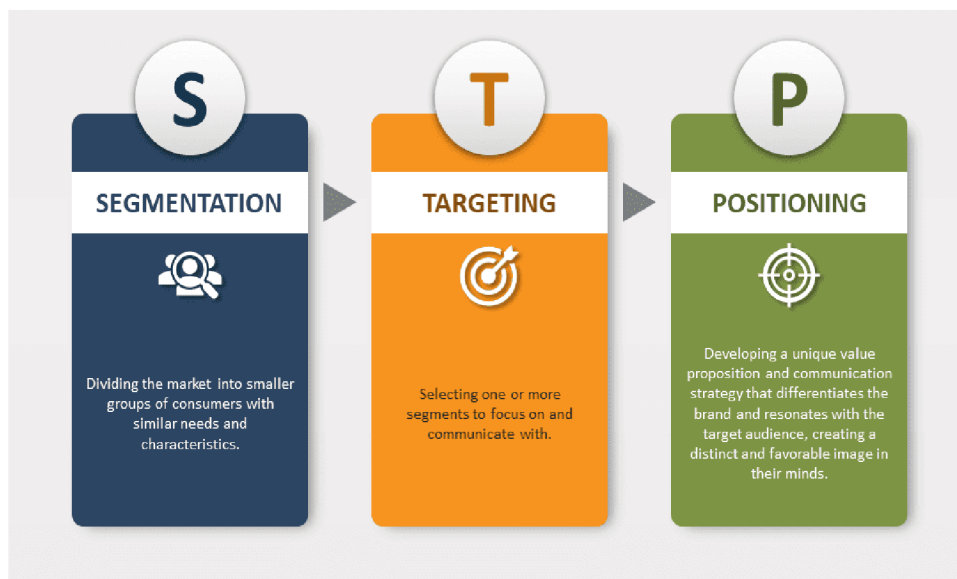 S
T
P
SEGMENTATION
TARGETING
POSITIONING
Dividing the market into smaller
groups of consumers with
similar needs and
characteristics.
Selecting one or more
segments to focus on and
communicate with.
Developing a unique value
proposition and communication
strategy that differentiates the
brand and resonates with the
target audience, creating a
distinct and favorable image in
their minds.